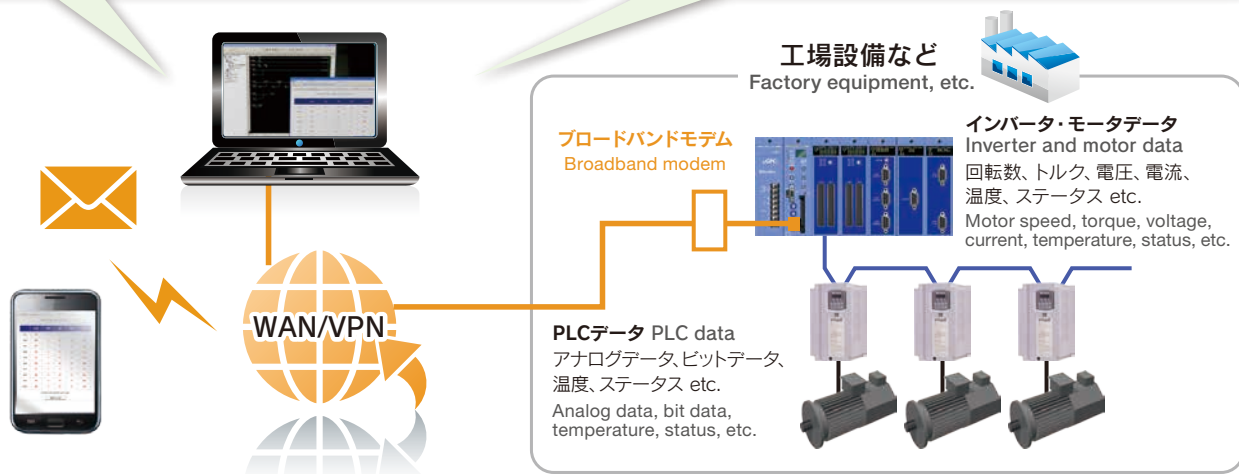 工場設備など
Factory equipment, etc.
ブロードバンドモデム
Broadband modem
インバータ・モータデータ
Inverter and motor data
回転数、トルク、電圧、電流、
温度、ステータス etc.
Motor speed, torque, voltage,
current, temperature, status, etc.
WAN/VPN
PLCデータ PLC data
アナログデータ、ビットデータ、
温度、ステータス etc.
Analog data, bit data,
temperature, status, etc.